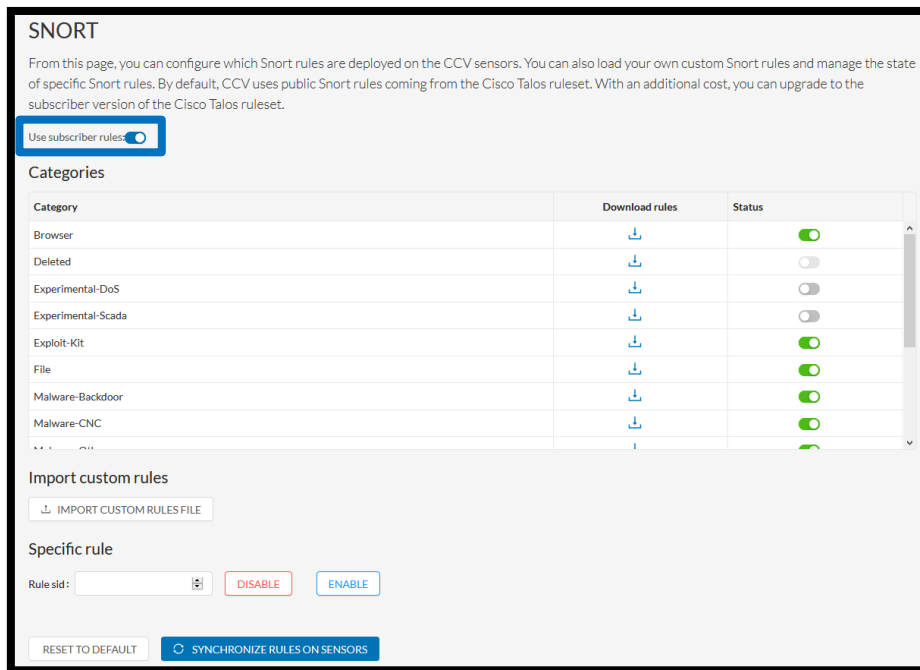 SNORT
From this page, you can configure which Snort rules are deployed on the CCV sensors. You can also load your own custom Snort rules and manage the state
of specific Snort rules. By default, CCV uses public Snort rules coming from the Cisco Talos ruleset. With an additional cost, you can upgrade to the
subscriber version of the Cisco Talos ruleset.
Use subscriber rules:
Categories
Category Download rules Status
Browser
Deleted
Experimental-DoS
Experimental-Scada
Exploit-Kit
File
Malware-Backdoor
Malware-CNC
Import custom rules
IMPORT CUSTOM RULES FILE
Specific rule
Rule sid : DISABLE ENABLE
RESET TO DEFAULT SYNCHRONIZE RULES ON SENSORS